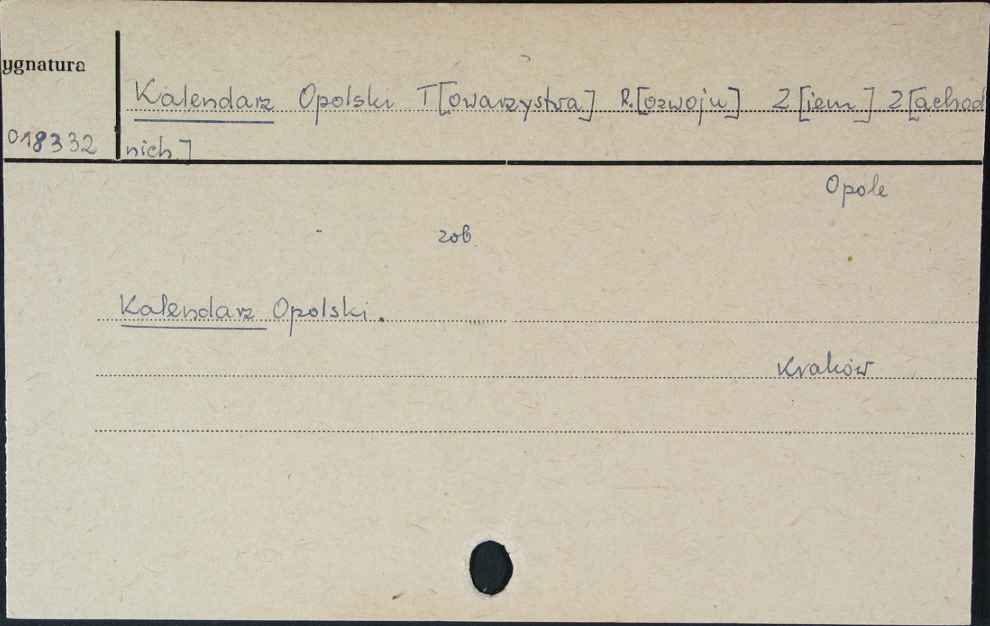 ygnatura
Kalendarz Opolski T[owarzystwa] R.[ozwoju] Z[iem] Z[achod
018332 nich]
Opole
zob.
Kalendarz Opolski.
Kraków